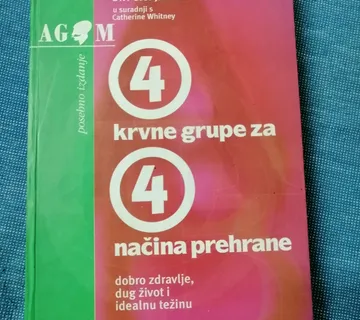 u suradnji s
Catherine Whitney
AGM
posebno izdanje
4
krvne grupe za
4
načina prehrane
dobro zdravlje,
dug život i
idealnu težinu